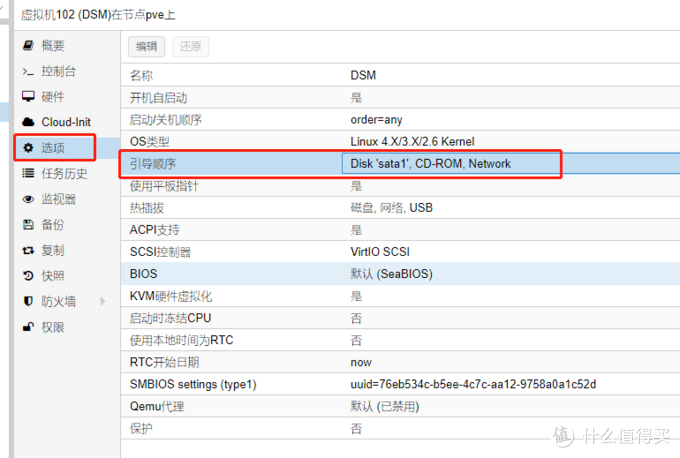 虚拟机102 (DSM)在节点pve上
概要
控制台
硬件
Cloud-Init
选项
任务历史
监视器
备份
复制
快照
防火墙
权限
编辑 还原
名称 DSM
开机自启动 是
启动/关机顺序 order=any
OS类型 Linux 4.X/3.X/2.6 Kernel
引导顺序 Disk 'sata1', CD-ROM, Network
使用平板指针 是
热插拔 磁盘, 网络, USB
ACPI支持 是
SCSI控制器 VirtIO SCSI
BIOS 默认 (SeaBIOS)
KVM硬件虚拟化 是
启动时冻结CPU 否
使用本地时间为RTC 否
RTC开始日期 now
SMBIOS settings (type1) uuid=76eb534c-b5ee-4c7c-aa12-9758a0a1c52d
Qemu代理 默认 (已禁用)
保护 否
值 什么值得买